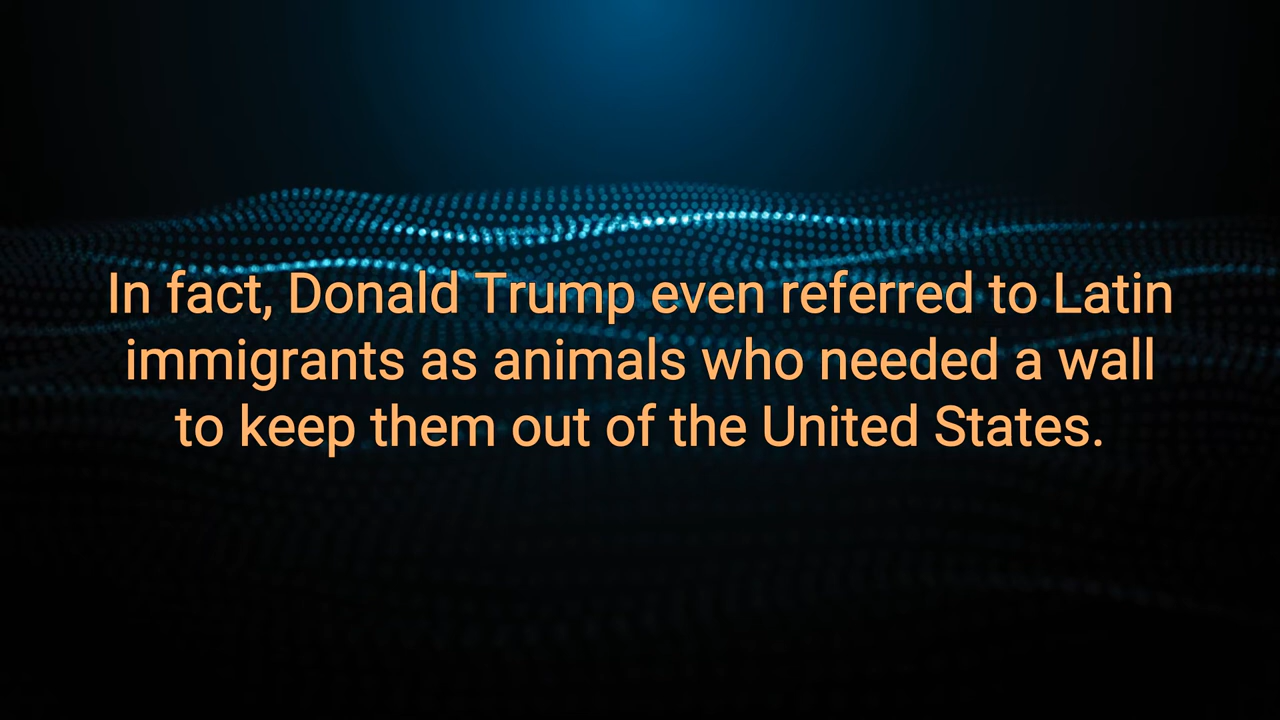 In fact, Donald Trump even referred to Latin
immigrants as animals who needed a wall
to keep them out of the United States.